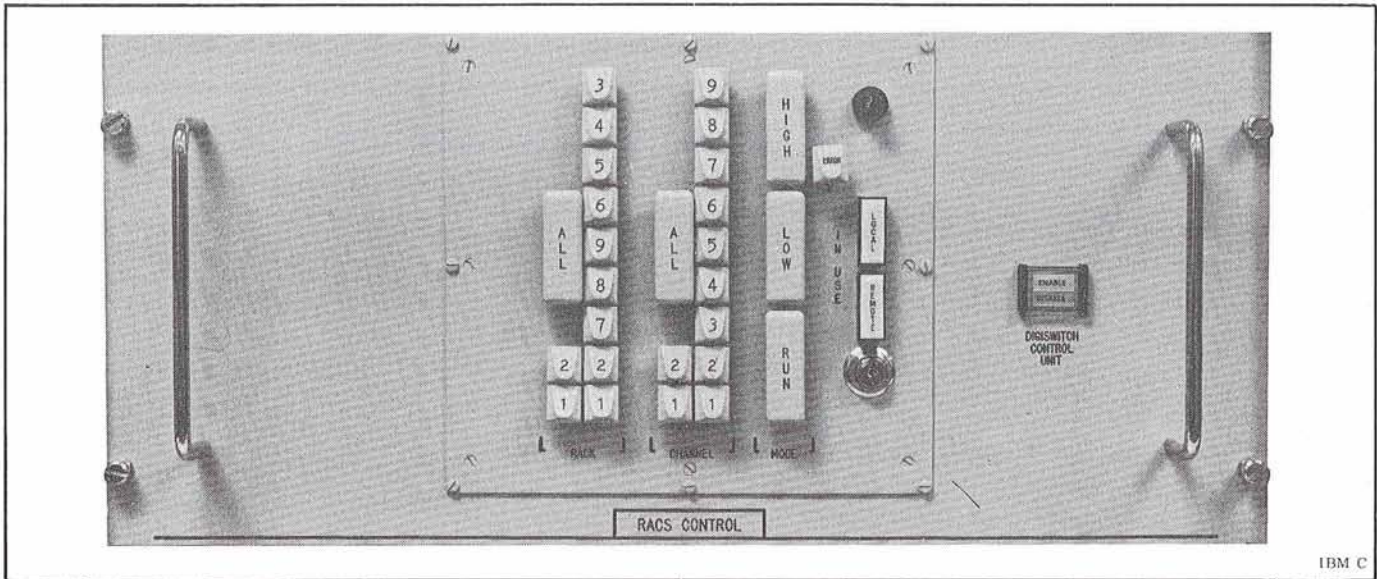 3
4
5
6
9
8
7
2 2
1 1
ALL
RACK
9
8
7
6
5
4
3
2 2
1 1
ALL
CHANNEL
HIGH
LOW
RUN
MODE
ERROR
IN USE
LOCAL
REMOTE
ENABLE
DISABLE
DIGISWITCH
CONTROL
UNIT
RACS CONTROL
IBM C